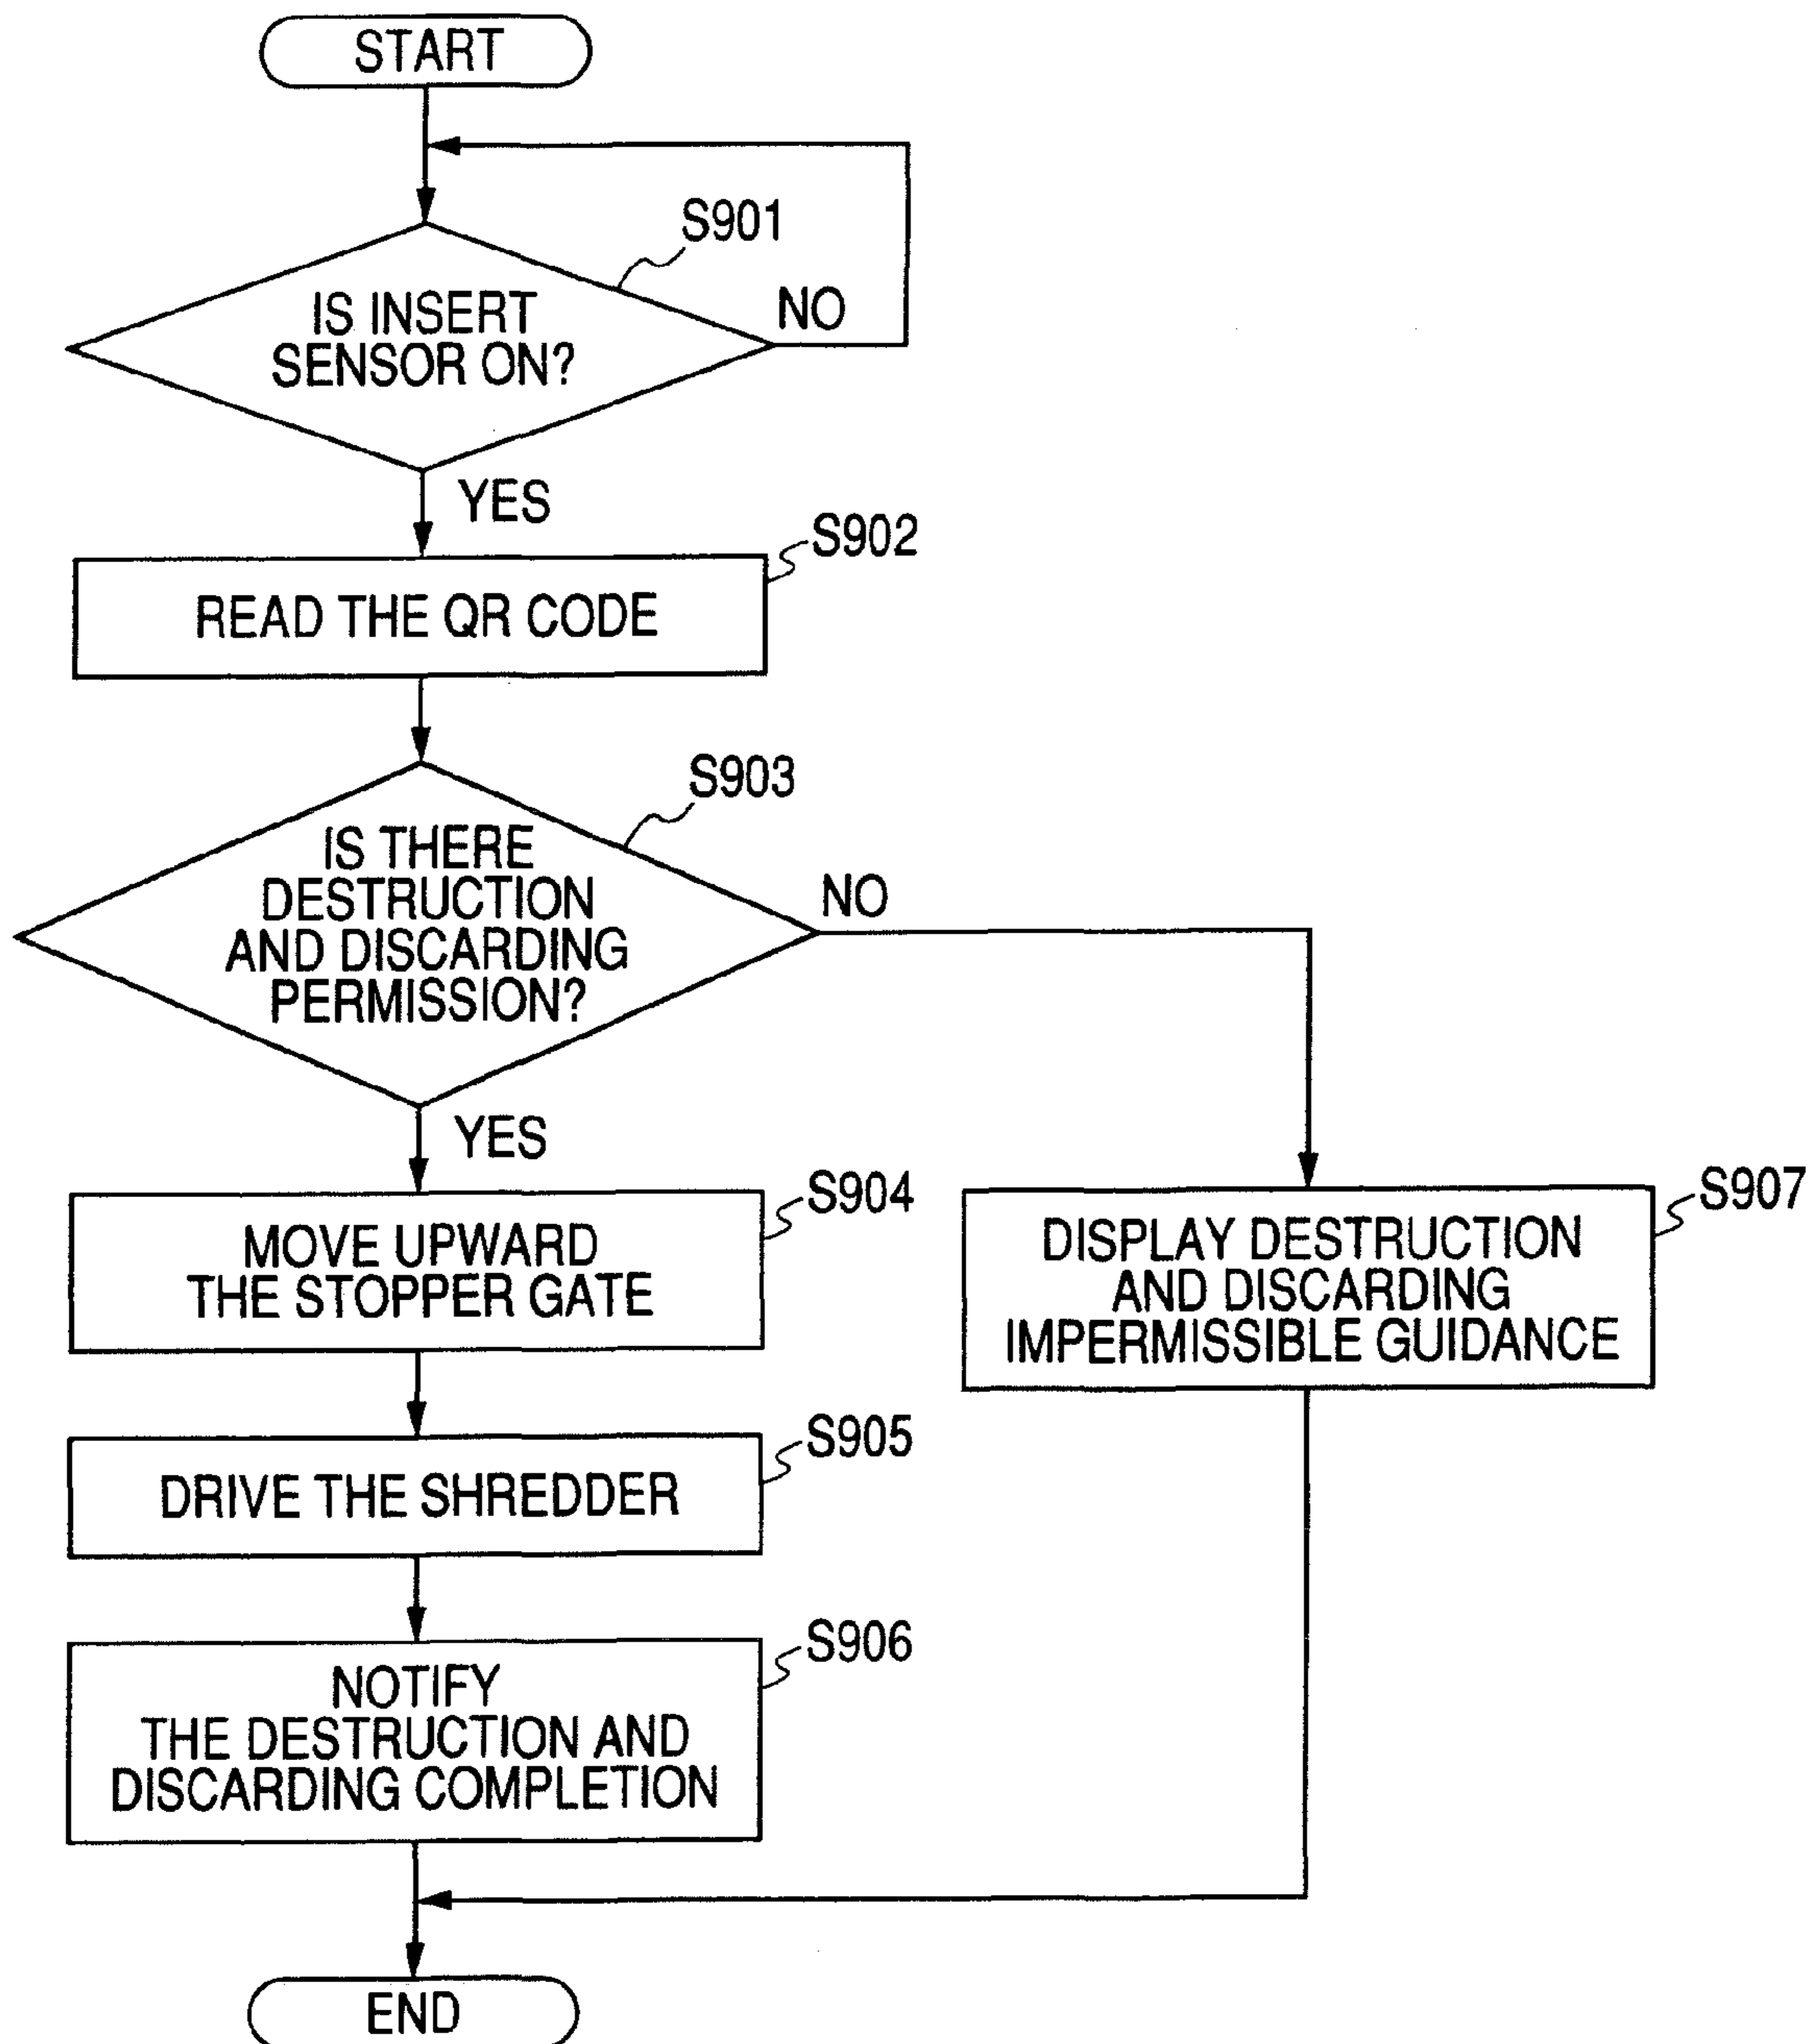 START
S901
IS INSERT
SENSOR ON?
NO
YES
S902
READ THE QR CODE
S903
IS THERE
DESTRUCTION
AND DISCARDING
PERMISSION?
NO
YES
S904
MOVE UPWARD
THE STOPPER GATE
S907
DISPLAY DESTRUCTION
AND DISCARDING
IMPERMISSIBLE GUIDANCE
S905
DRIVE THE SHREDDER
S906
NOTIFY
THE DESTRUCTION AND
DISCARDING COMPLETION
END